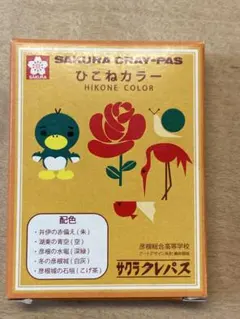 SAKURA CRAY-PAS
ひこねカラー
HIKONE COLOR
配色
・井伊の赤備え(朱)
・湖東の青空(空)
・彦根の水堀(深緑)
・冬の彦根城(白灰)
・彦根城の石垣(こげ茶)
彦根総合高等学校
サクラクレパス